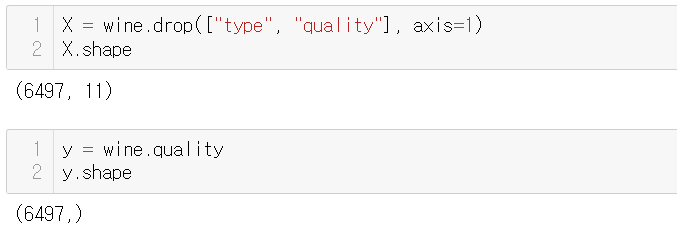 1 X = wine.drop(["type", "quality"], axis=1)
2 X.shape
(6497, 11)
1 y = wine.quality
2 y.shape
(6497,)